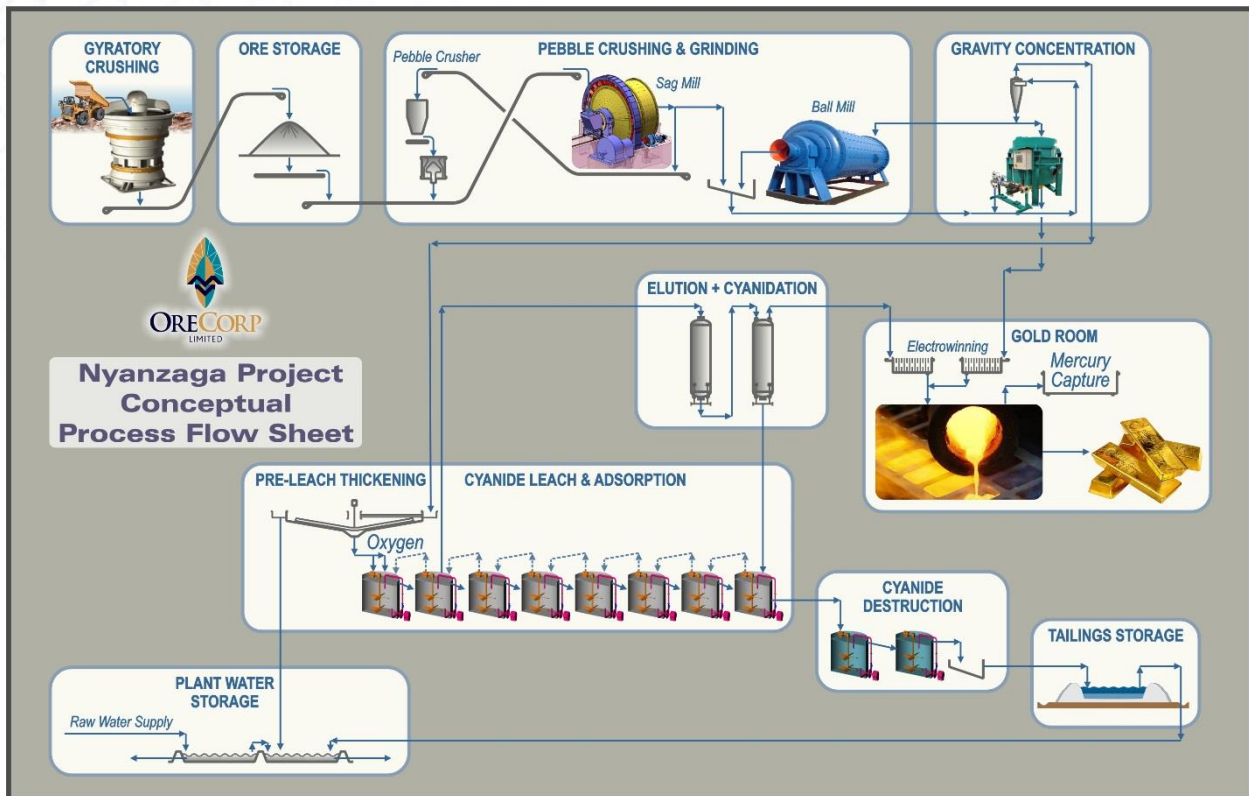 GYRATORY
CRUSHING
ORE STORAGE
PEBBLE CRUSHING & GRINDING
Pebble Crusher
Sag Mill
Ball Mill
GRAVITY CONCENTRATION
ORECORP
LIMITED
Nyanzaga Project
Conceptual
Process Flow Sheet
ELUTION + CYANIDATION
GOLD ROOM
Electrowinning
Mercury
Capture
PRE-LEACH THICKENING
CYANIDE LEACH & ADSORPTION
Oxygen
CYANIDE
DESTRUCTION
TAILINGS STORAGE
PLANT WATER
STORAGE
Raw Water Supply